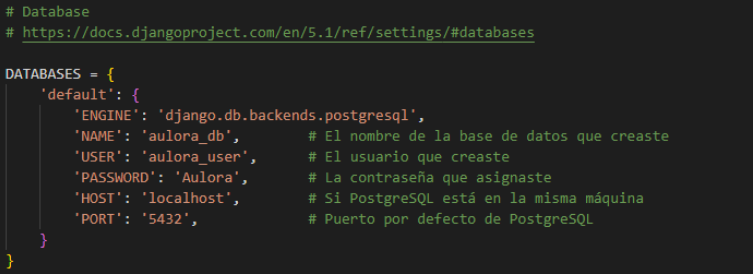 # Database
# https://docs.djangoproject.com/en/5.1/ref/settings/#databases
DATABASES = {
'default': {
'ENGINE': 'django.db.backends.postgresql',
'NAME': 'aulora_db', # El nombre de la base de datos que creaste
'USER': 'aulora_user', # El usuario que creaste
'PASSWORD': 'Aulora', # La contraseña que asignaste
'HOST': 'localhost', # Si PostgreSQL está en la misma máquina
'PORT': '5432', # Puerto por defecto de PostgreSQL
}
}